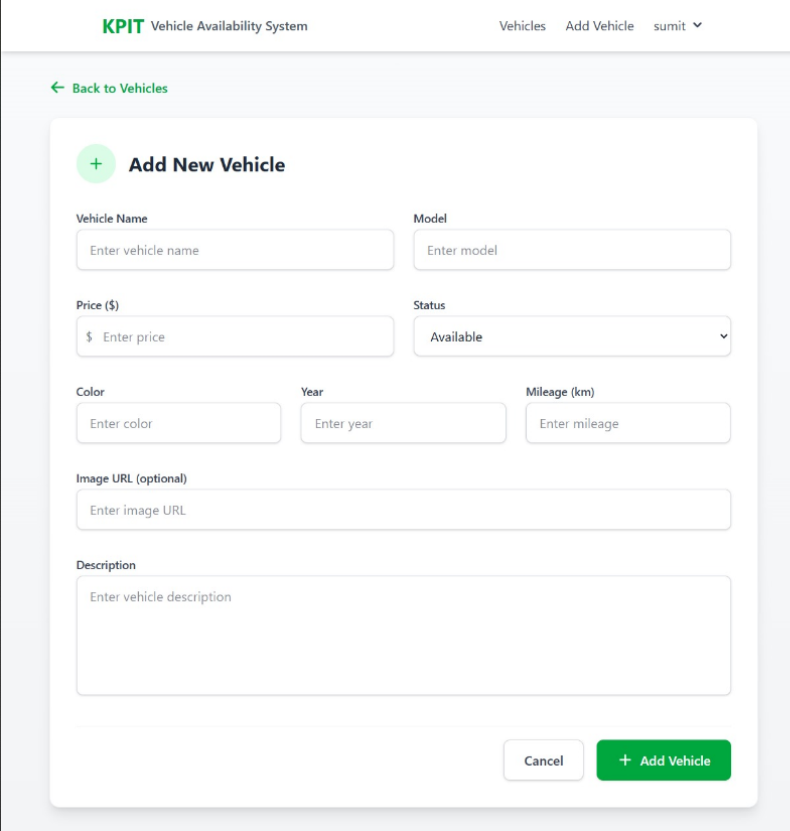 KPIT Vehicle Availability System Vehicles Add Vehicle sumit
Back to Vehicles
+ Add New Vehicle
Vehicle Name Model
Enter vehicle name Enter model
Price ($) Status
$ Enter price Available
Color Year Mileage (km)
Enter color Enter year Enter mileage
Image URL (optional)
Enter image URL
Description
Enter vehicle description
Cancel + Add Vehicle